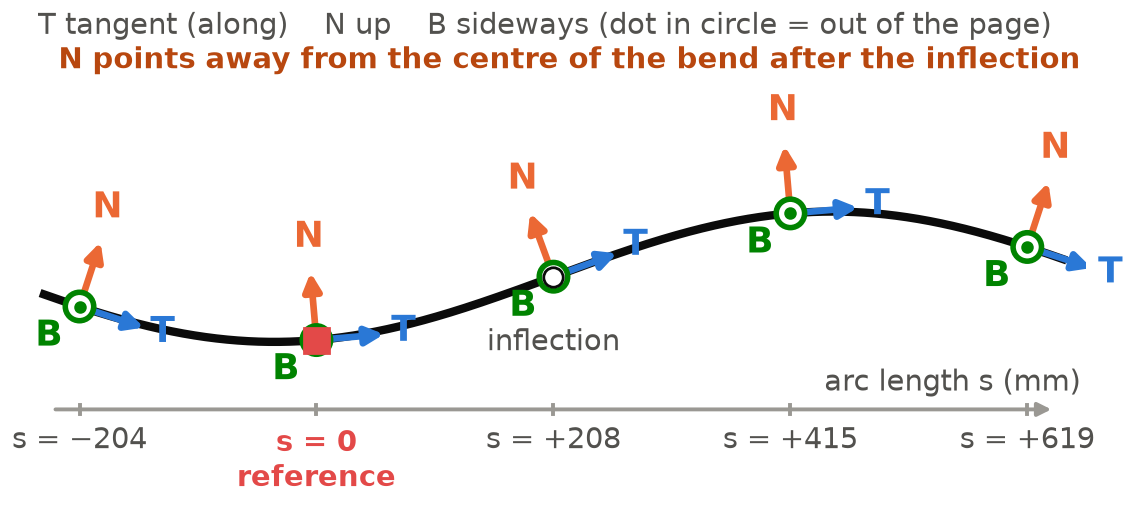 T tangent (along)    N up    B sideways (dot in circle = out of the page)
N points away from the centre of the bend after the inflection
N
N
N
N
N
T
T
T
T
T
B
B
B
B
B
inflection
arc length s (mm)
s = −204
s = 0
reference
s = +208
s = +415
s = +619